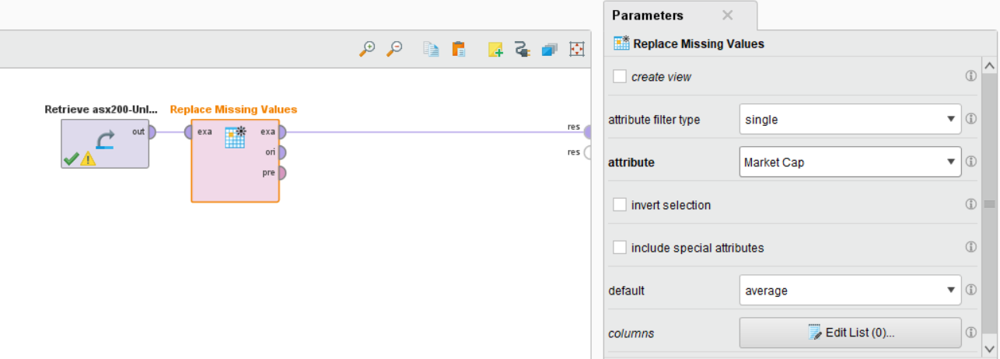 Parameters
Replace Missing Values
create view
attribute filter type single
attribute Market Cap
invert selection
include special attributes
default average
columns Edit List (0)...
Retrieve asx200-Unl... Replace Missing Values
out exa exa res
ori res
pre